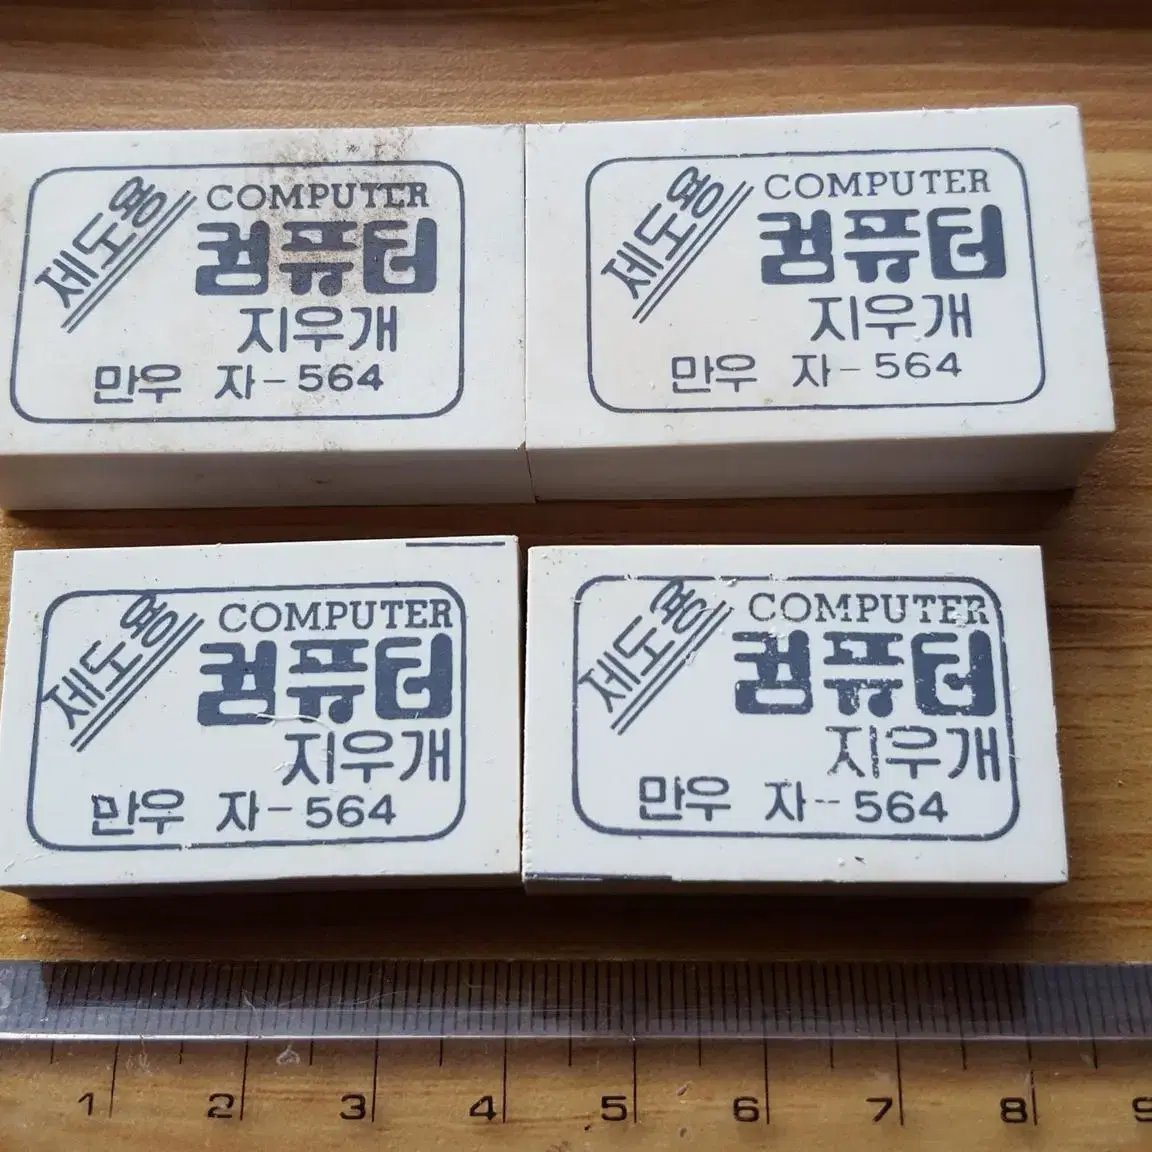 제도용
COMPUTER
컴퓨터
지우개
만우 자-564
제도용
COMPUTER
컴퓨터
지우개
만우 자-564
제도용
COMPUTER
컴퓨터
지우개
만우 자-564
제도용
COMPUTER
컴퓨터
지우개
만우 자--564
1 2 3 4 5 6 7 8 9